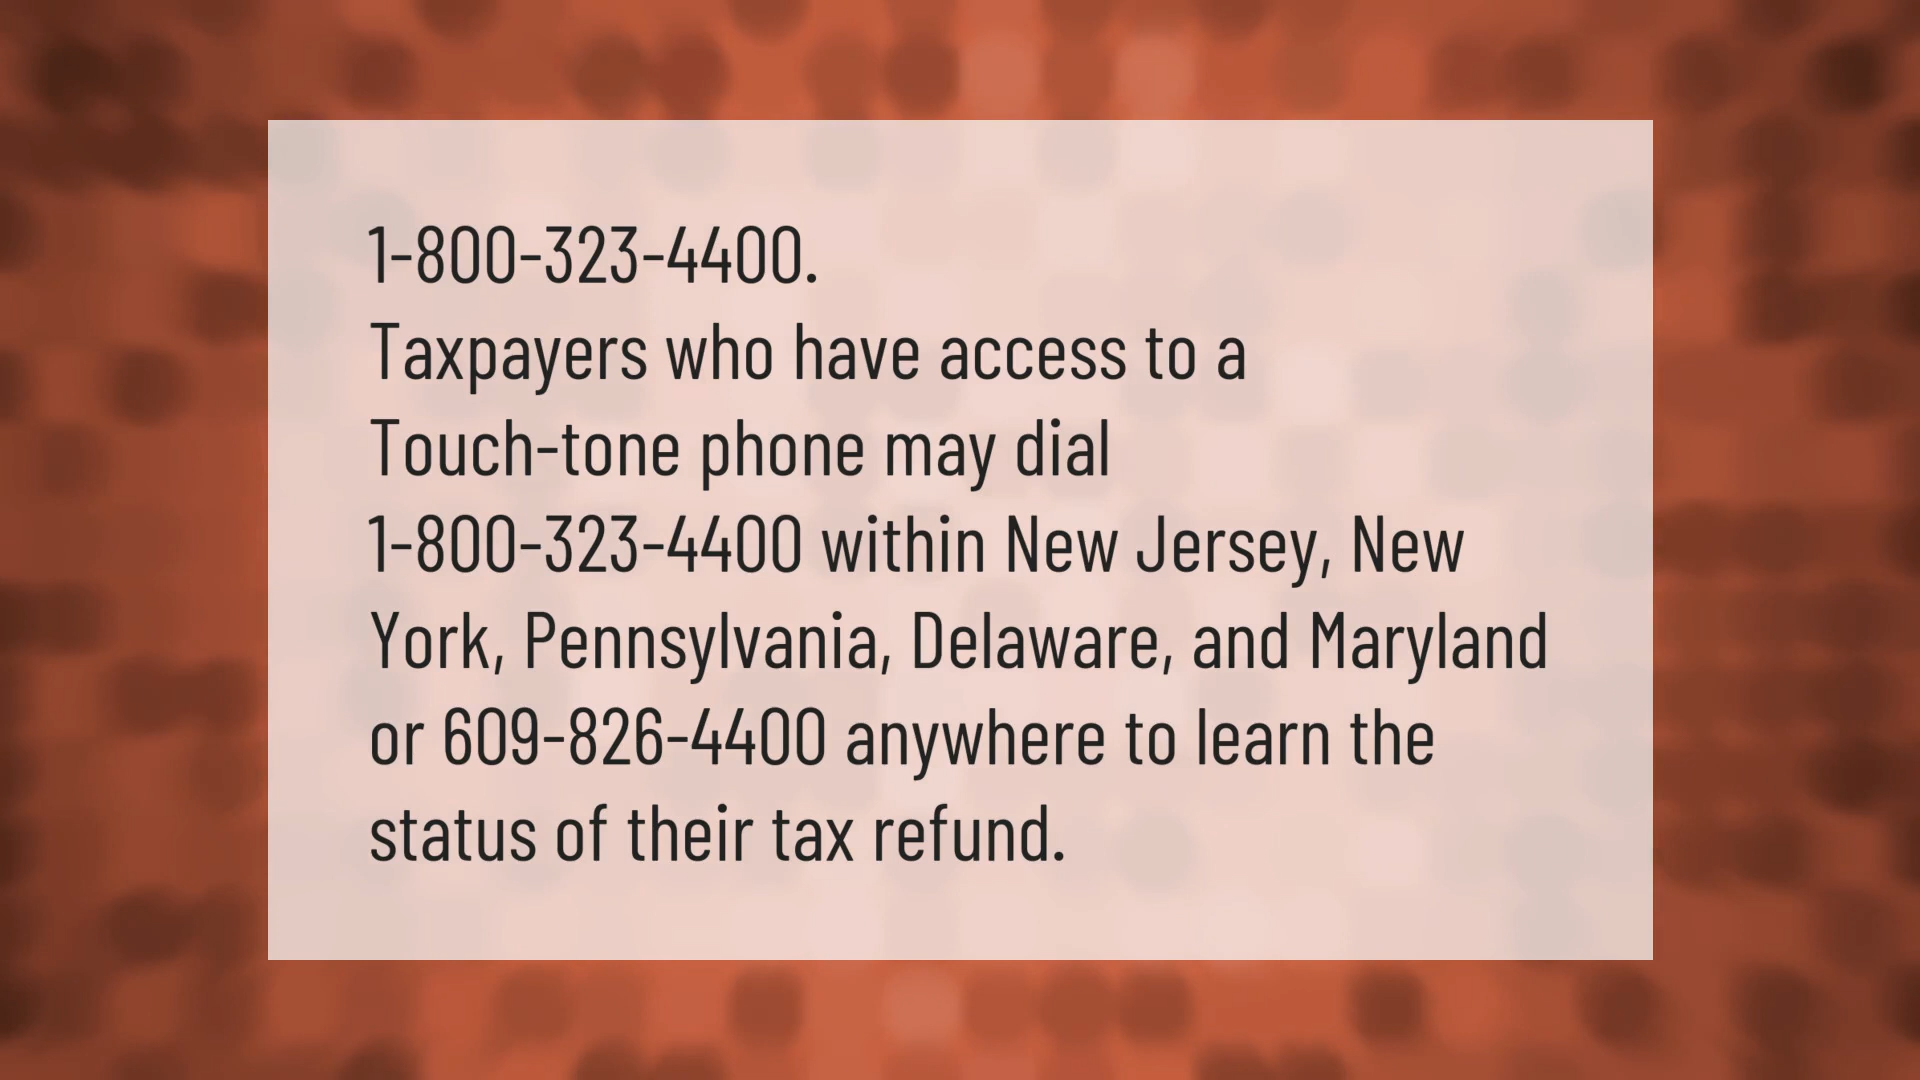 1-800-323-4400.
Taxpayers who have access to a
Touch-tone phone may dial
1-800-323-4400 within New Jersey, New
York, Pennsylvania, Delaware, and Maryland
or 609-826-4400 anywhere to learn the
status of their tax refund.